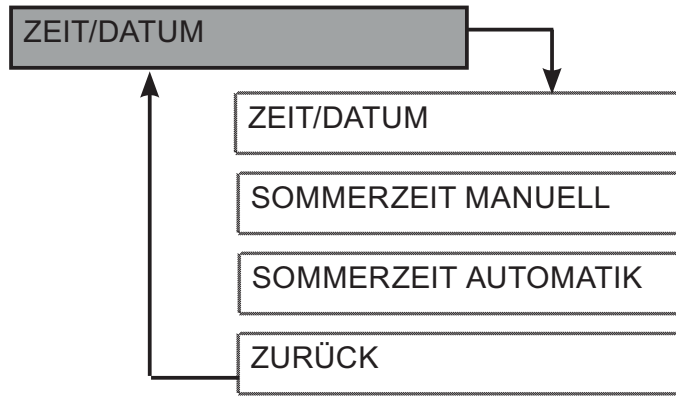 ZEIT/DATUM
ZEIT/DATUM
SOMMERZEIT MANUELL
SOMMERZEIT AUTOMATIK
ZURÜCK